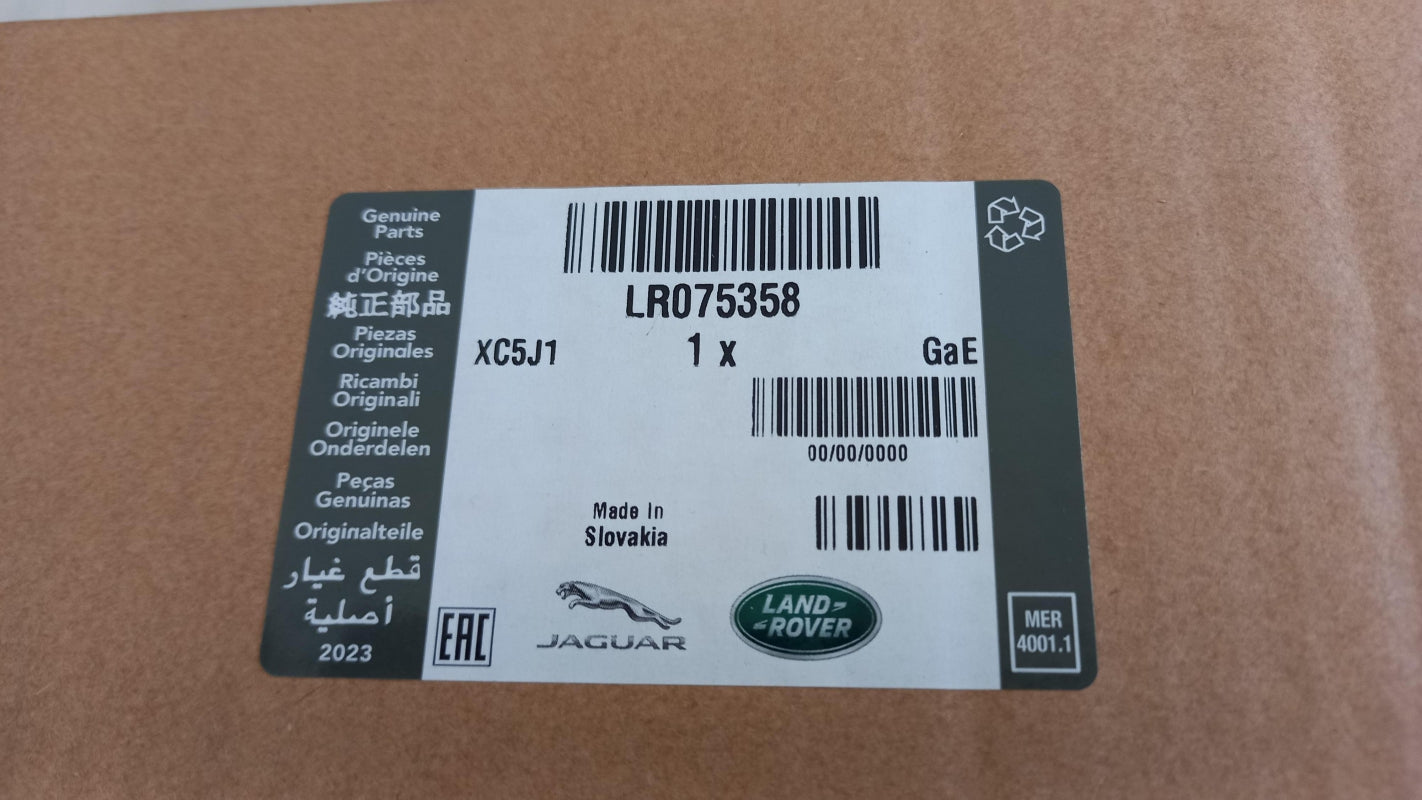 Genuine
Parts
Pièces
d'Origine
純正部品
Piezas
Originales
Ricambi
Originali
Originele
Onderdelen
Peças
Genuinas
Originalteile
قطع غيار
أصلية
2023
LR075358
XC5J1 1 x GaE
00/00/0000
Made In
Slovakia
EAC
JAGUAR
LAND
ROVER
MER
4001.1